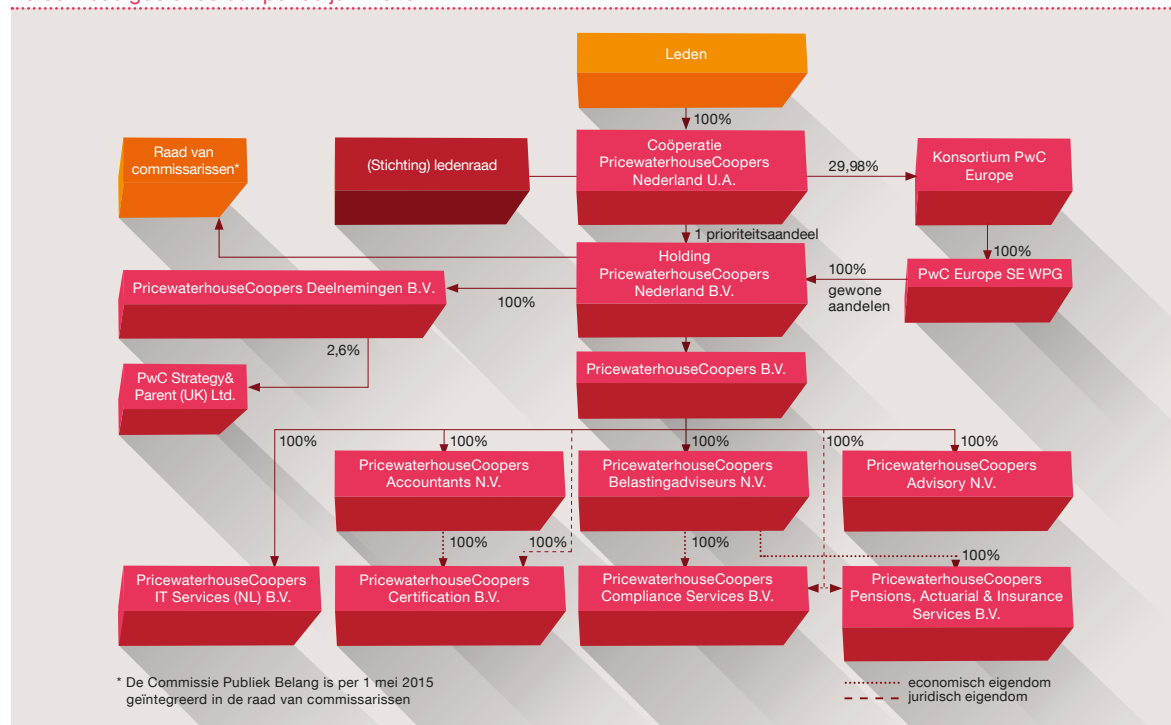 Leden
100%
Raad van
commissarissen*
(Stichting) ledenraad
Coöperatie
PricewaterhouseCoopers
Nederland U.A.
29,98%
Konsortium PwC
Europe
1 prioriteitsaandeel
100%
Holding
PricewaterhouseCoopers
Nederland B.V.
100%
gewone
aandelen
PwC Europe SE WPG
PricewaterhouseCoopers Deelnemingen B.V.
100%
2,6%
PwC Strategy&
Parent (UK) Ltd.
PricewaterhouseCoopers B.V.
100%
100%
100%
100%
100%
PricewaterhouseCoopers
Accountants N.V.
PricewaterhouseCoopers
Belastingadviseurs N.V.
PricewaterhouseCoopers
Advisory N.V.
100%
100%
100%
100%
PricewaterhouseCoopers
IT Services (NL) B.V.
PricewaterhouseCoopers
Certification B.V.
PricewaterhouseCoopers
Compliance Services B.V.
PricewaterhouseCoopers
Pensions, Actuarial & Insurance
Services B.V.
* De Commissie Publiek Belang is per 1 mei 2015
geïntegreerd in de raad van commissarissen
economisch eigendom
juridisch eigendom